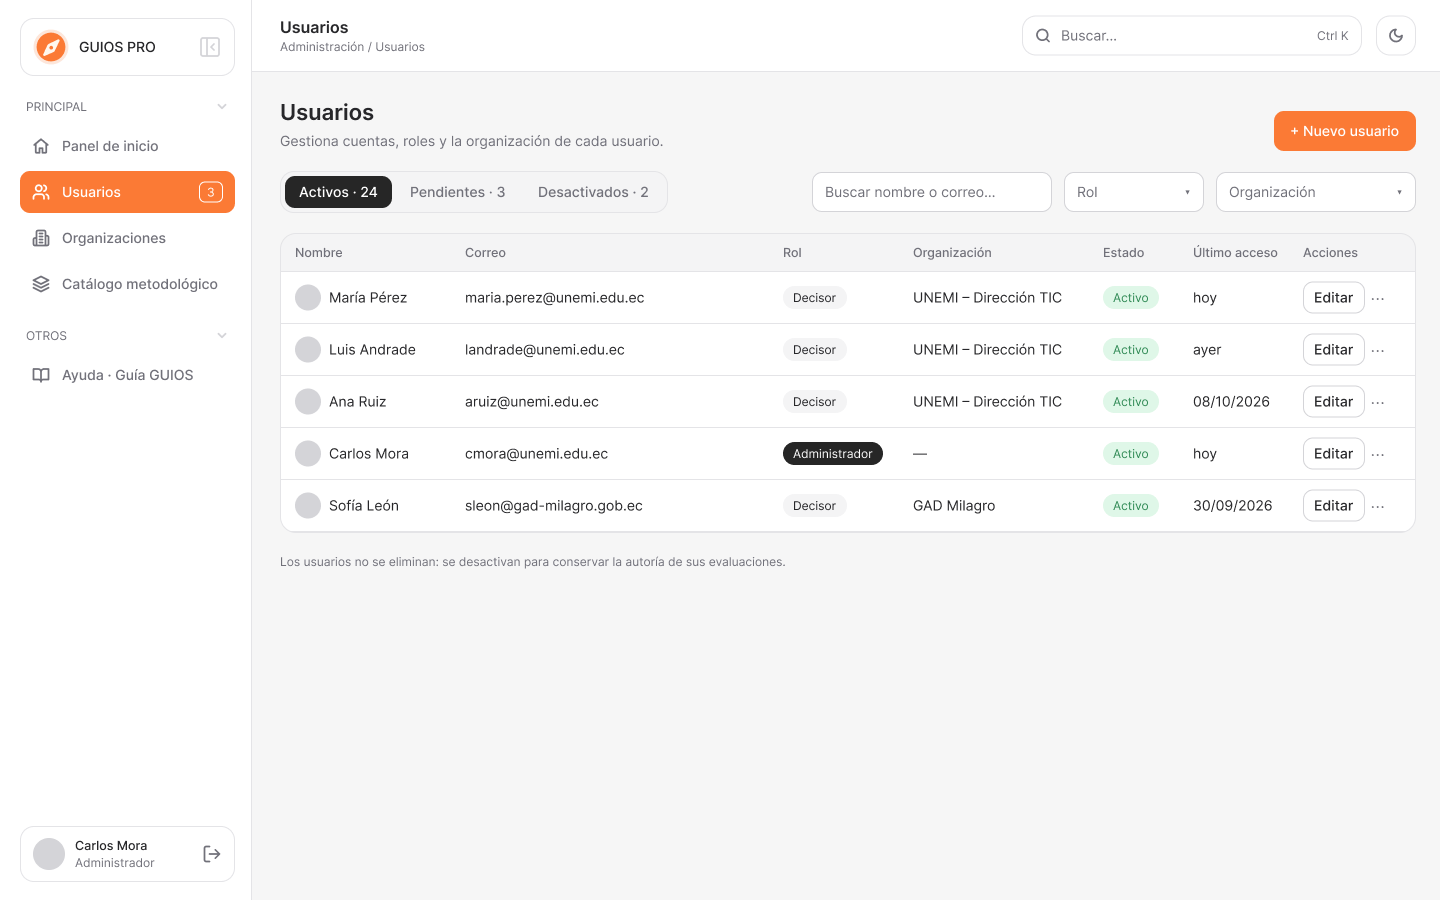 GUIOS PRO
PRINCIPAL
Panel de inicio
Usuarios 3
Organizaciones
Catálogo metodológico
OTROS
Ayuda · Guía GUIOS
Carlos Mora
Administrador
Usuarios
Administración / Usuarios
Buscar... Ctrl K
Usuarios
Gestiona cuentas, roles y la organización de cada usuario.
+ Nuevo usuario
Activos · 24 Pendientes · 3 Desactivados · 2
Buscar nombre o correo... Rol Organización
Nombre Correo Rol Organización Estado Último acceso Acciones
María Pérez maria.perez@unemi.edu.ec Decisor UNEMI – Dirección TIC Activo hoy Editar ...
Luis Andrade landrade@unemi.edu.ec Decisor UNEMI – Dirección TIC Activo ayer Editar ...
Ana Ruiz aruiz@unemi.edu.ec Decisor UNEMI – Dirección TIC Activo 08/10/2026 Editar ...
Carlos Mora cmora@unemi.edu.ec Administrador — Activo hoy Editar ...
Sofía León sleon@gad-milagro.gob.ec Decisor GAD Milagro Activo 30/09/2026 Editar ...
Los usuarios no se eliminan: se desactivan para conservar la autoría de sus evaluaciones.